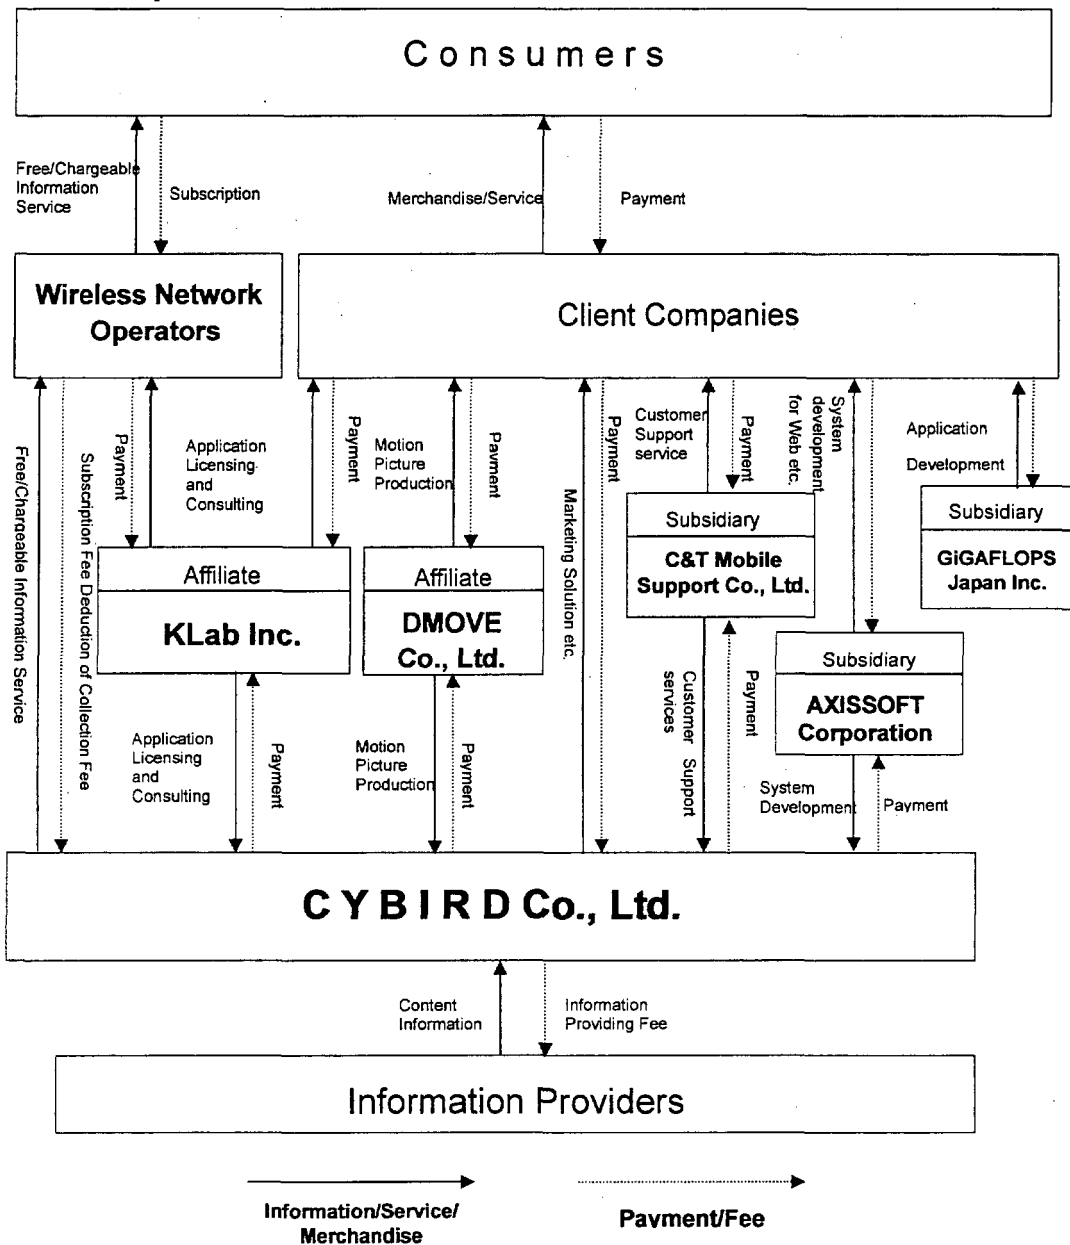 Consumers
Free/Chargeable
Information
Service
Subscription
Merchandise/Service
Payment
Wireless Network
Operators
Client Companies
Free/Chargeable Information Service
Subscription Fee Deduction of Collection Fee
Payment
Application
Licensing
and
Consulting
Payment
Motion
Picture
Production
Payment
Marketing Solution etc.
Payment
Customer
Support
service
Payment
System
development
for Web etc.
Application
Development
Affiliate
KLab Inc.
Affiliate
DMOVE
Co., Ltd.
Subsidiary
C&T Mobile
Support Co., Ltd.
Subsidiary
GiGAFLOPS
Japan Inc.
Subsidiary
AXISSOFT
Corporation
Application
Licensing
and
Consulting
Payment
Motion
Picture
Production
Payment
Customer Support
services
Payment
System
Development
Payment
CYBIRD Co., Ltd.
Content
Information
Information
Providing Fee
Information Providers
Information/Service/
Merchandise
Payment/Fee